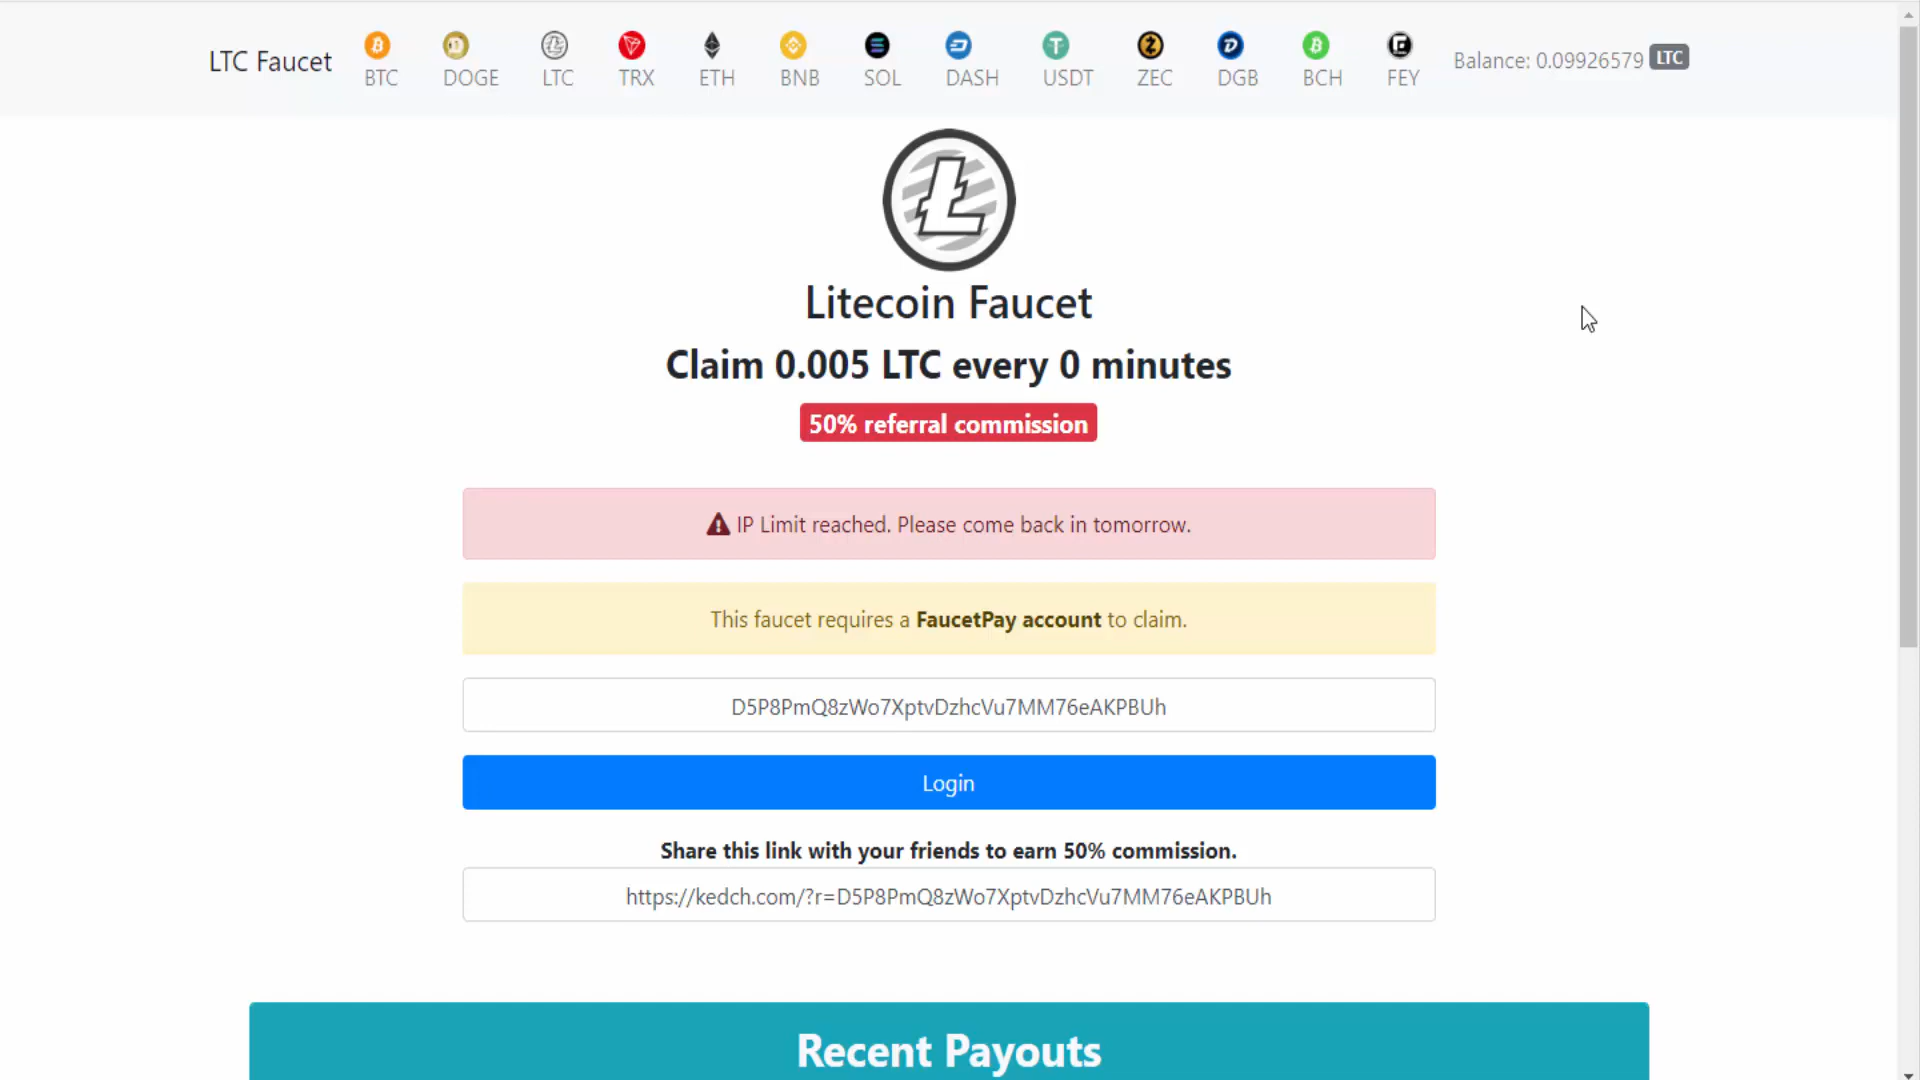 LTC Faucet
BTC DOGE LTC TRX ETH BNB SOL DASH USDT ZEC DGB BCH FEY
Balance: 0.09926579 LTC
Litecoin Faucet
Claim 0.005 LTC every 0 minutes
50% referral commission
IP Limit reached. Please come back in tomorrow.
This faucet requires a FaucetPay account to claim.
D5P8PmQ8zWo7XptvDzhcVu7MM76eAKPBUh
Login
Share this link with your friends to earn 50% commission.
https://kedch.com/?r=D5P8PmQ8zWo7XptvDzhcVu7MM76eAKPBUh
Recent Payouts